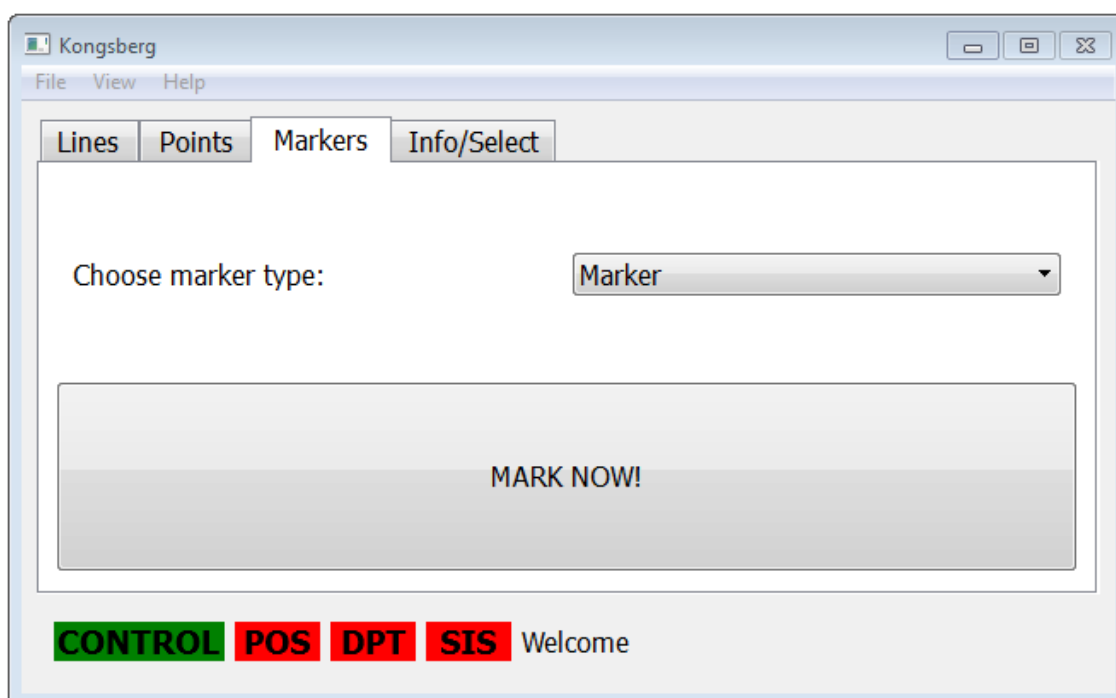 Kongsberg
File View Help
Lines Points Markers Info/Select
Choose marker type: Marker
MARK NOW!
CONTROL POS DPT SIS Welcome